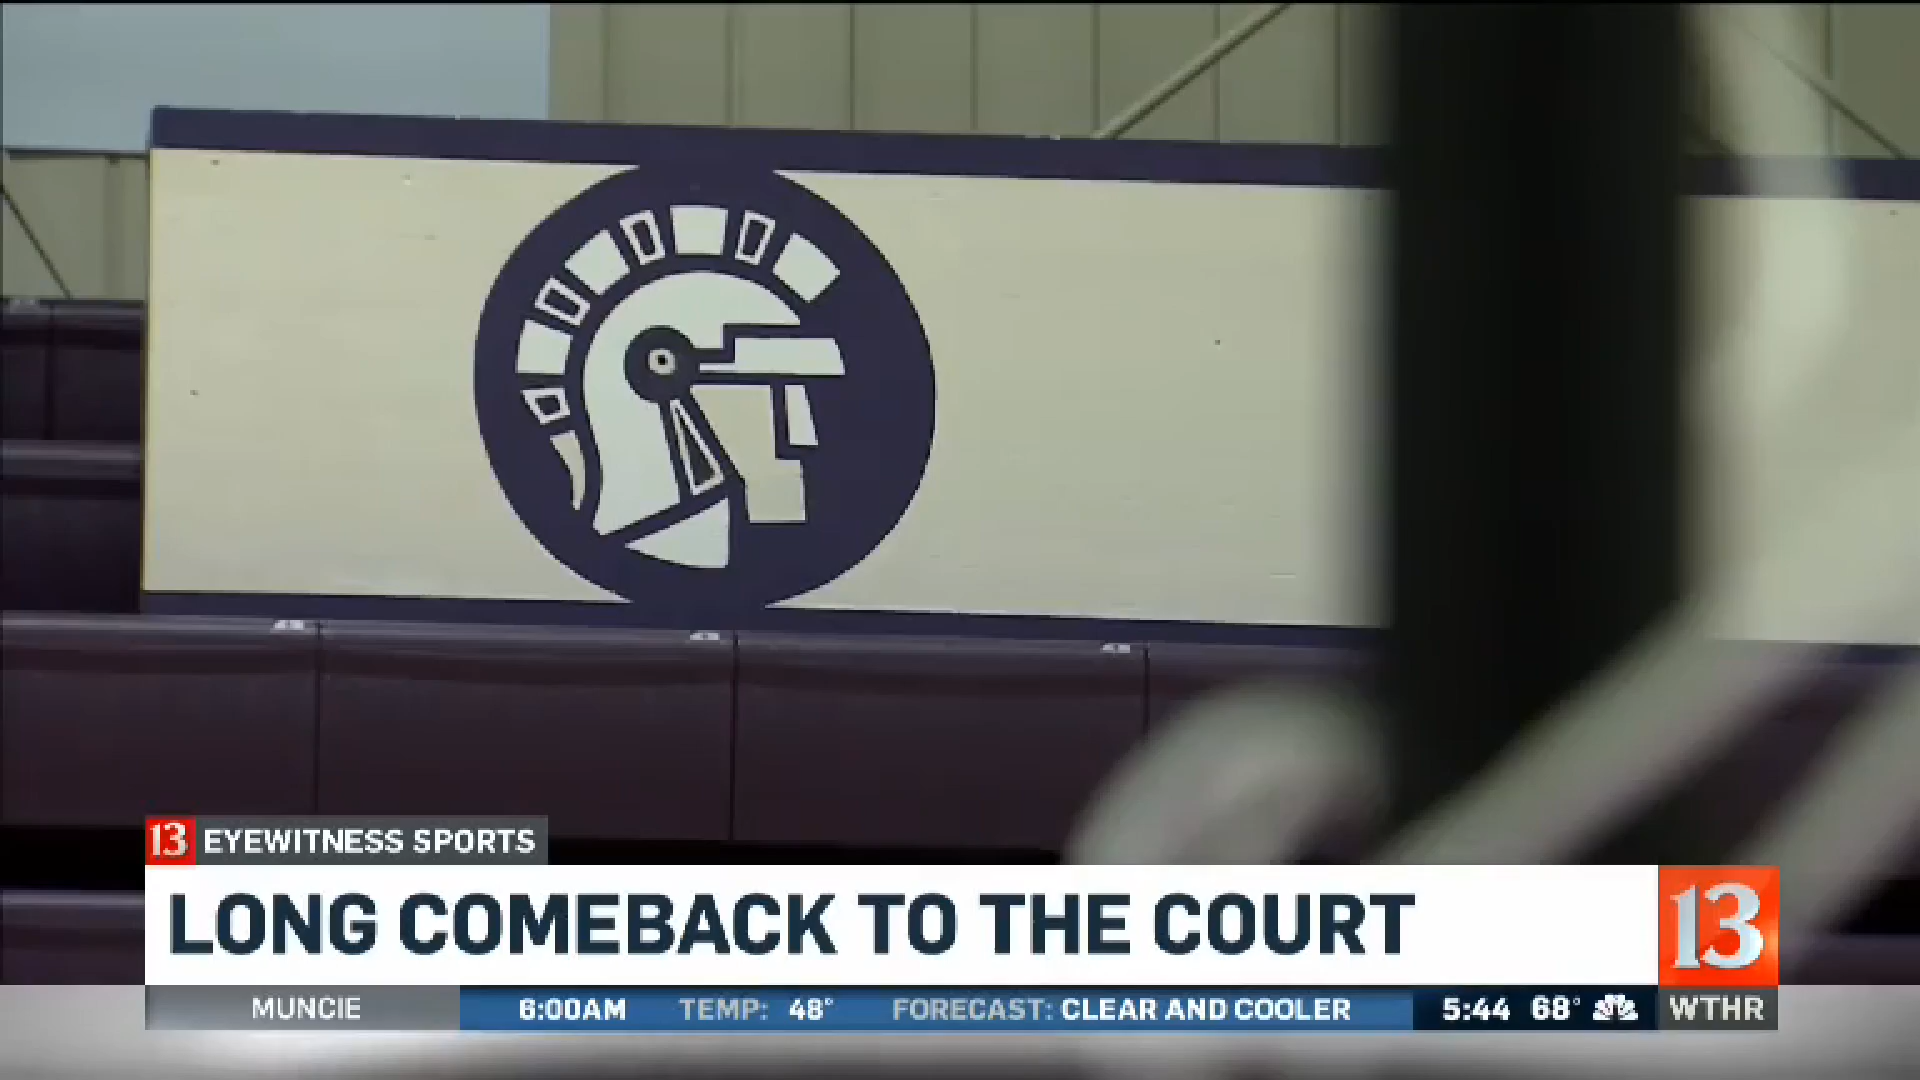 13 EYEWITNESS SPORTS
LONG COMEBACK TO THE COURT
13
MUNCIE 6:00AM TEMP: 48° FORECAST: CLEAR AND COOLER 5:44 68° WTHR